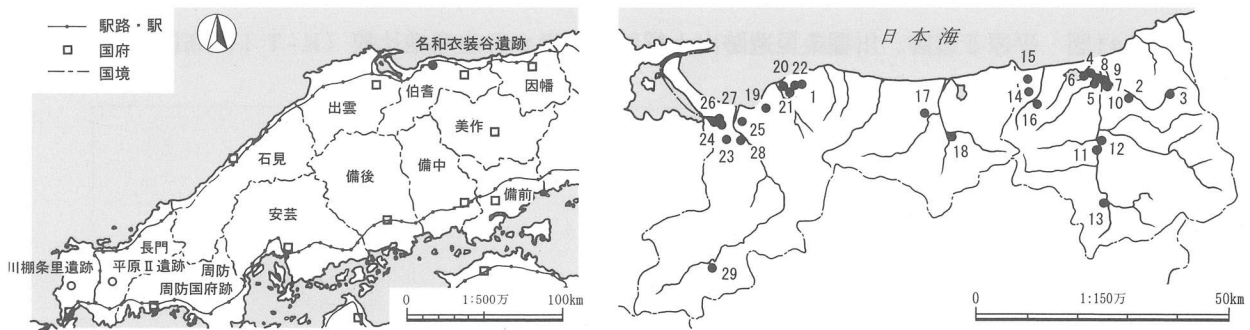 駅路・駅
国府
国境
名和衣装谷遺跡
因幡
伯耆
出雲
美作
石見
備後
備中
備前
安芸
長門
川棚条里遺跡
平原Ⅱ遺跡
周防
周防国府跡
0 1:500万 100km
日本海
15
4
8
6
9
20
22
7
5
10
2
3
19
21
1
14
16
17
26
27
25
24
23
28
18
11
12
13
29
0 1:150万 50km